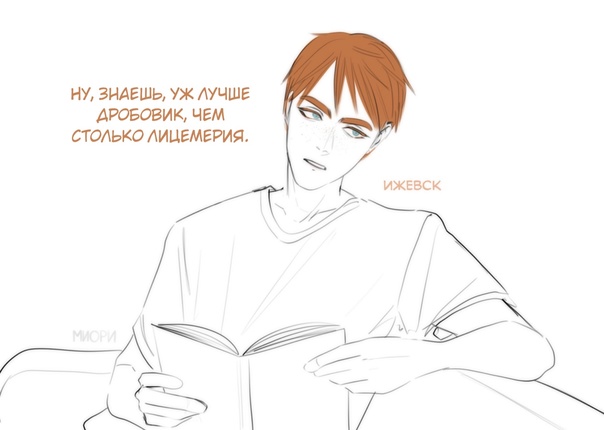 НУ, ЗНАЕШЬ, УЖ ЛУЧШЕ
ДРОБОВИК, ЧЕМ
СТОЛЬКО ЛИЦЕМЕРИЯ.
ИЖЕВСК
МИОРИ